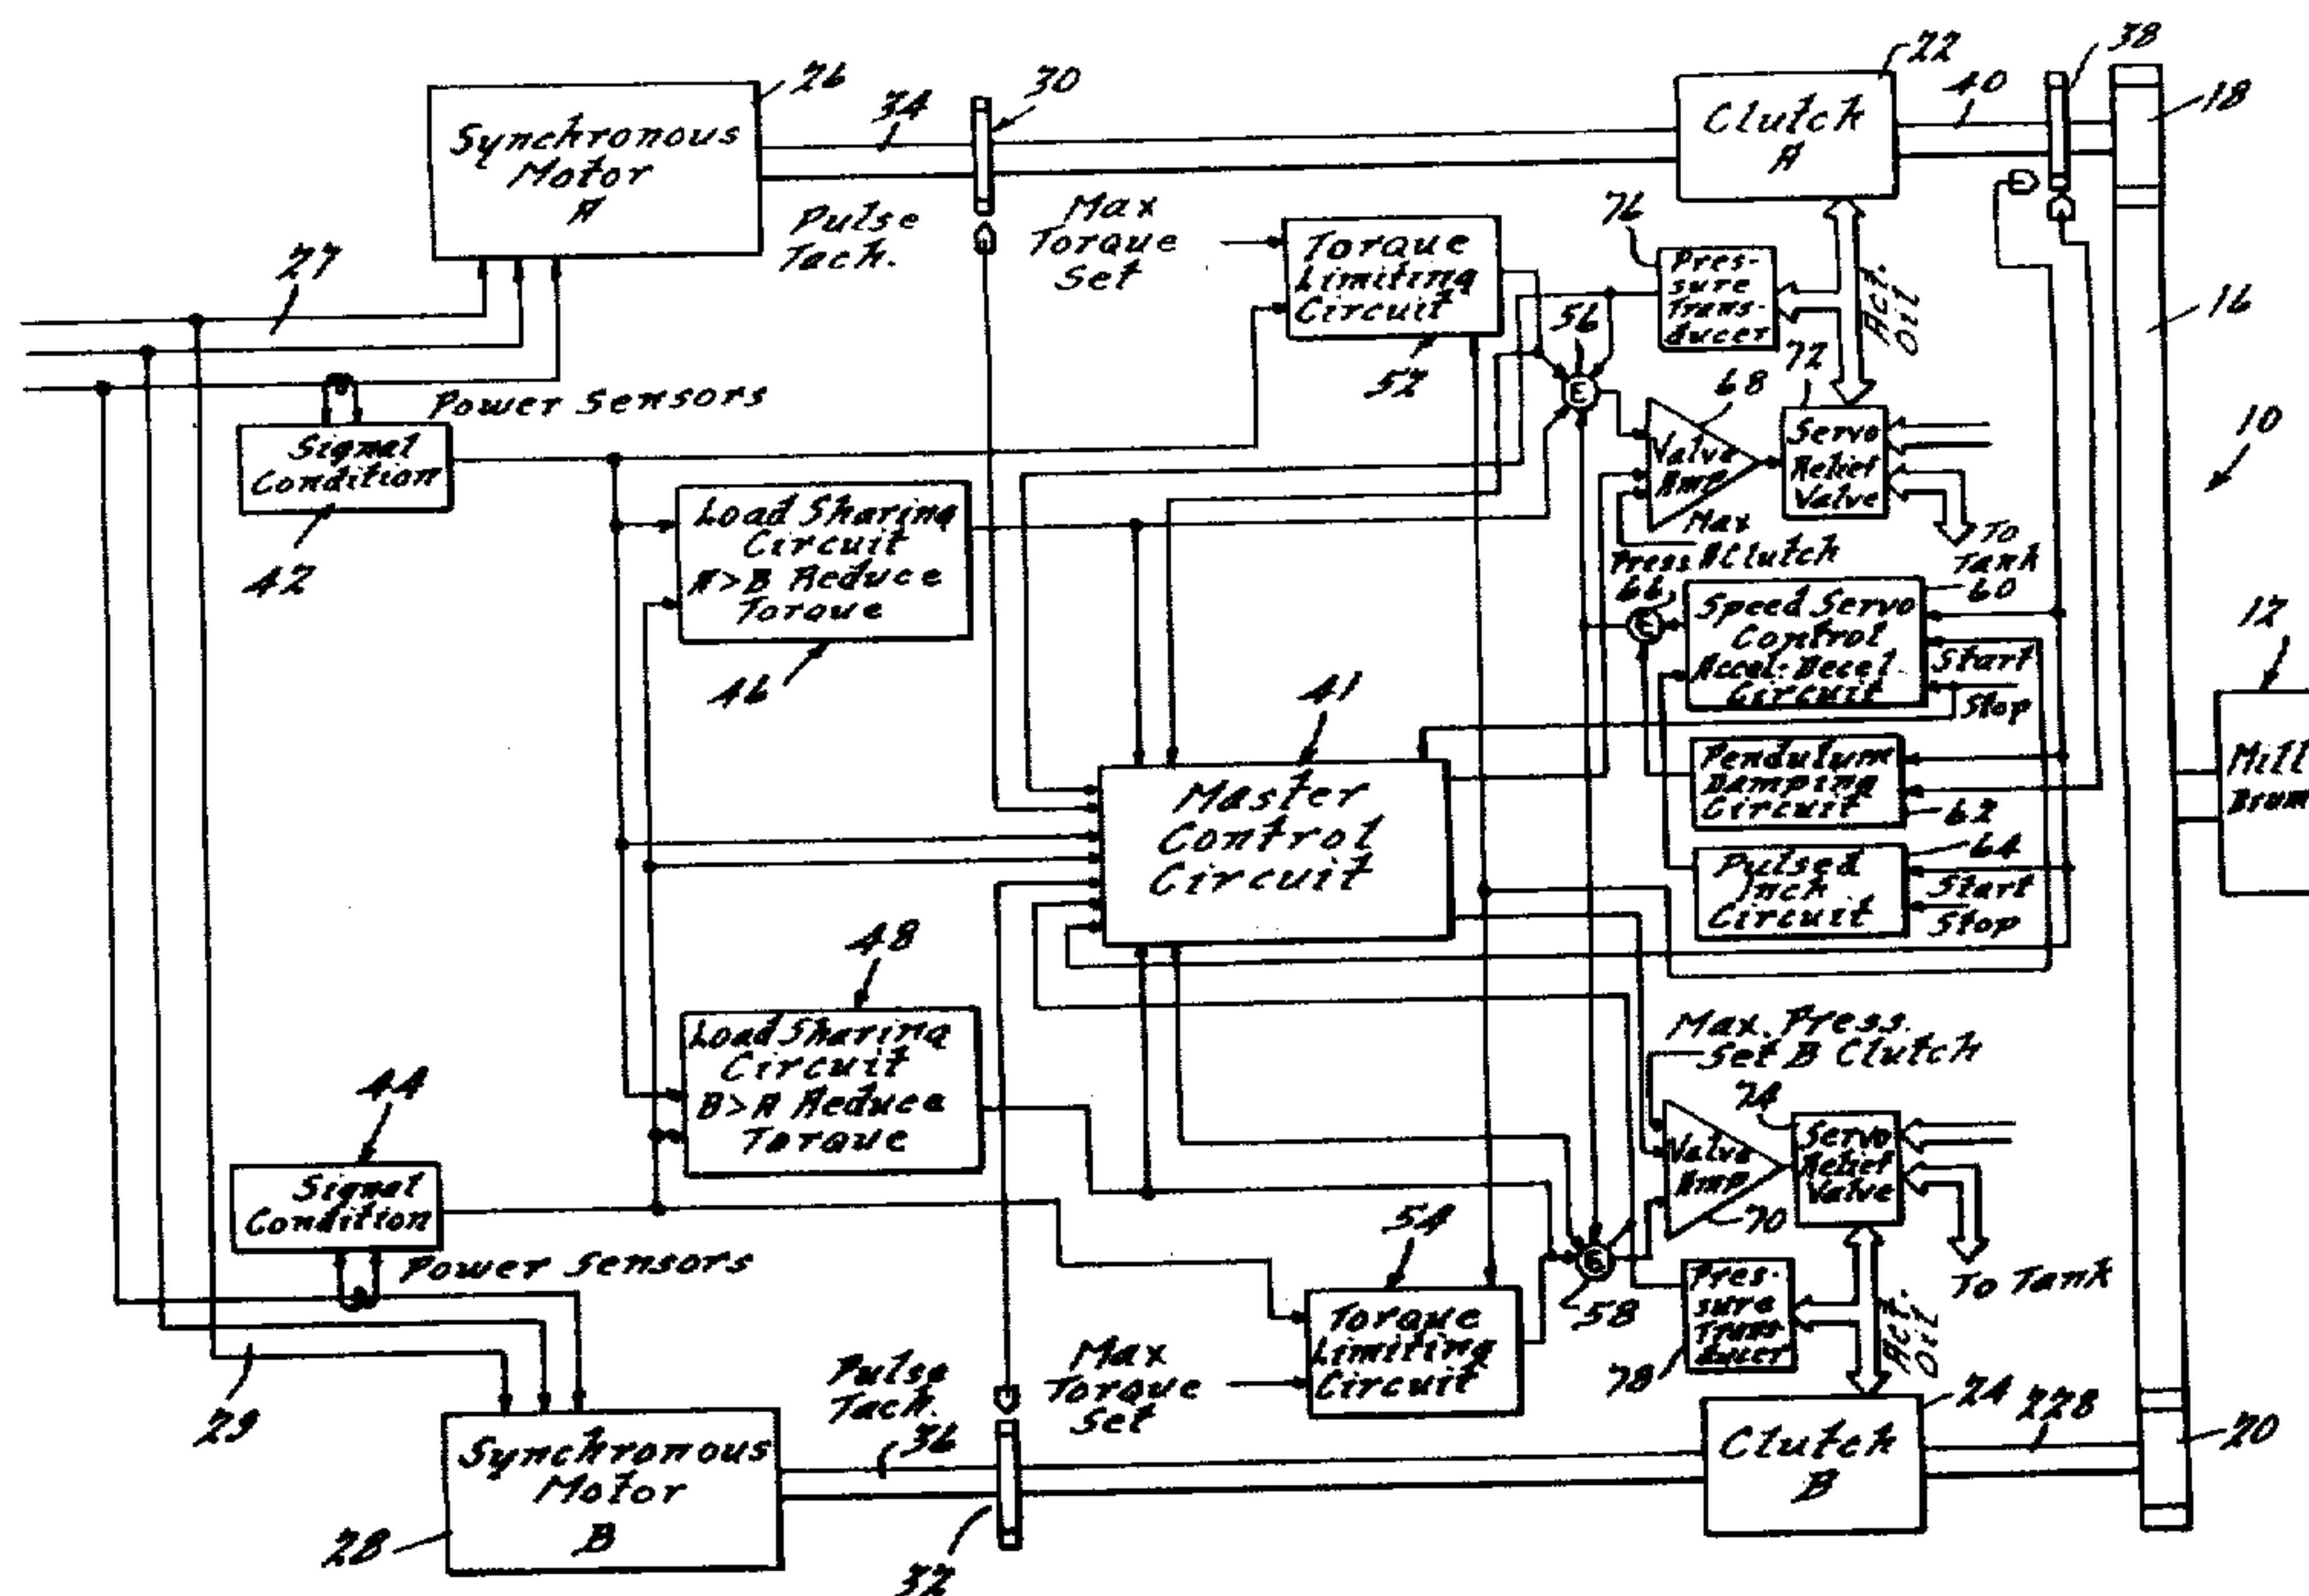 26
34
30
22
40
38
18
Synchronous
Motor
A
Clutch
A
27
Pulse
Tach.
Max
Torque
Set
Torque
Limiting
Circuit
52
76
Pres-
sure
Trans-
ducer
Act.
Oil
16
56
E
72
68
Power Sensors
Signal
Condition
42
Valve
Amp
Servo
Relief
Valve
10
To
Tank
Load Sharing
Circuit
A>B Reduce
Torque
46
Max
Press A Clutch
66
E
60
Speed Servo
Control
Accel-Decel
Circuit
Start
Stop
12
Mill
Drum
41
Master
Control
Circuit
Pendulum
Damping
Circuit
62
64
Pulsed
Inch
Circuit
Start
Stop
48
Load Sharing
Circuit
B>A Reduce
Torque
Max. Press.
Set B Clutch
74
Valve
Amp
70
Servo
Relief
Valve
To Tank
44
Signal
Condition
Power Sensors
54
58
Torque
Limiting
Circuit
Max
Torque
Set
Pres-
sure
Trans-
ducer
78
Act.
Oil
29
Pulse
Tach.
36
Synchronous
Motor
B
28
32
Clutch
B
24
228
20